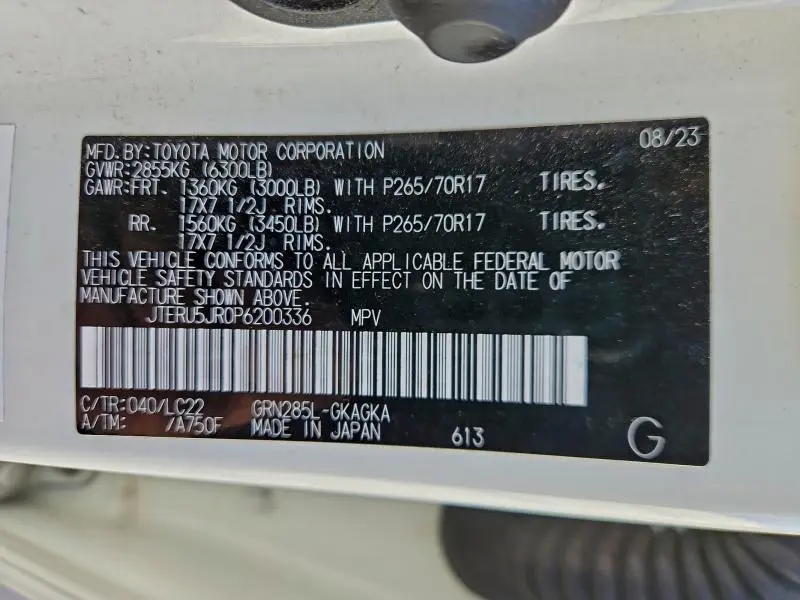 08/23
MFD.BY:TOYOTA MOTOR CORPORATION
GVWR:2855KG (6300LB)
GAWR:FRT. 1360KG (3000LB) WITH P265/70R17 TIRES.
17X7 1/2J RIMS.
RR. 1560KG (3450LB) WITH P265/70R17 TIRES.
17X7 1/2J RIMS.
THIS VEHICLE CONFORMS TO ALL APPLICABLE FEDERAL MOTOR
VEHICLE SAFETY STANDARDS IN EFFECT ON THE DATE OF
MANUFACTURE SHOWN ABOVE.
JTERU5JR0P6200336 MPV
C/TR:040/LC22 GRN285L-GKAGKA
A/TM: /A750F MADE IN JAPAN 613 G